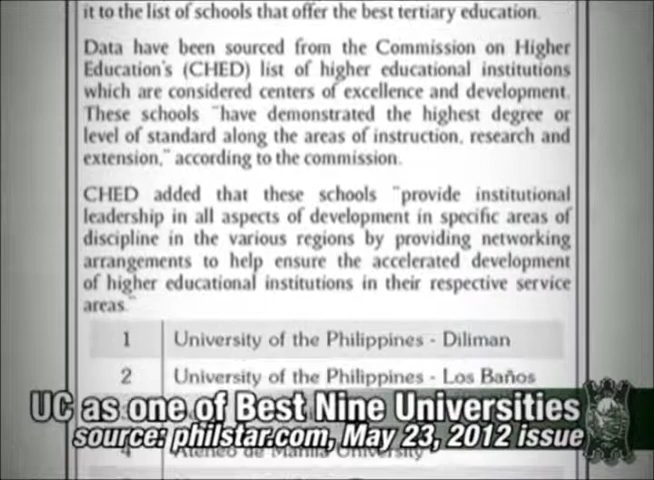 it to the list of schools that offer the best tertiary education.
Data have been sourced from the Commission on Higher
Education's (CHED) list of higher educational institutions
which are considered centers of excellence and development.
These schools "have demonstrated the highest degree or
level of standard along the areas of instruction, research and
extension," according to the commission.
CHED added that these schools "provide institutional
leadership in all aspects of development in specific areas of
discipline in the various regions by providing networking
arrangements to help ensure the accelerated development
of higher educational institutions in their respective service
areas."
1 University of the Philippines - Diliman
2 University of the Philippines - Los Baños
UC as one of Best Nine Universities
source: philstar.com, May 23, 2012 issue
4 Ateneo de Manila University